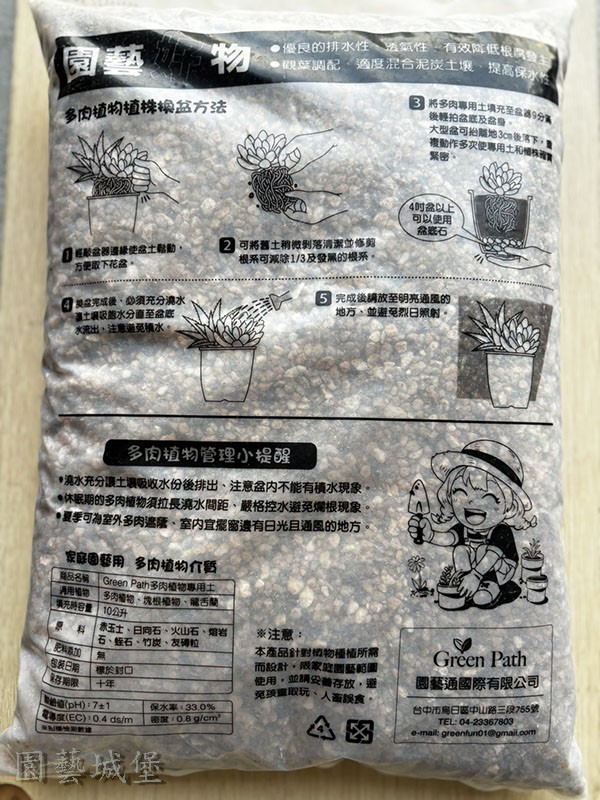 園藝 物
●優良的排水性、透氣性、有效降低根腐發生
●觀葉調配，適度混合泥炭土壤，提高保水性
多肉植物植株換盆方法
1 輕敲盆器邊緣使盆土鬆動，
方便取下花盆。
2 可將舊土稍微剝落清潔並修剪
根系可減除1/3及發黑的根系。
3 將多肉專用土填充至盆器9分滿
後輕拍盆底及盆身。
大型盆可抬離地3cm後落下，重
複動作多次使專用土和植株確實
緊密。
4吋盆以上
可以使用
盆底石
4 換盆完成後、必須充分澆水
讓土壤吸飽水分直至盆底
水流出，注意避免積水。
5 完成後請放至明亮通風的
地方、並避免烈日照射。
多肉植物管理小提醒
●澆水充分讓土壤吸收水份後排出、注意盆內不能有積水現象。
●休眠期的多肉植物須拉長澆水間距、嚴格控水避免爛根現象。
●夏季可為室外多肉遮蔭、室內宜擺窗邊有日光且通風的地方。
家庭園藝用 多肉植物介質
商品名稱 Green Path多肉植物專用土
適用植物 多肉植物、塊根植物、龍舌蘭
填充時容量 10公升
原料 赤玉土、日向石、火山石、熔岩
石、蛭石、竹炭、炭磚粒
肥料添加 無
包裝日期 標於封口
保存期限 十年
酸鹼值(pH): 7±1 保水率: 33.0%
電導度(EC): 0.4 ds/m 密度: 0.8 g/cm³
※注意：
本產品針對植物種植所需
而設計，限家庭園藝範圍
使用，並請妥善存放，避
免孩童取玩、人畜誤食。
4
Green Path
園藝通國際有限公司
台中市烏日區中山路三段755號
TEL: 04-23367803
e-mail: greenfun01@gmail.com
園藝城堡